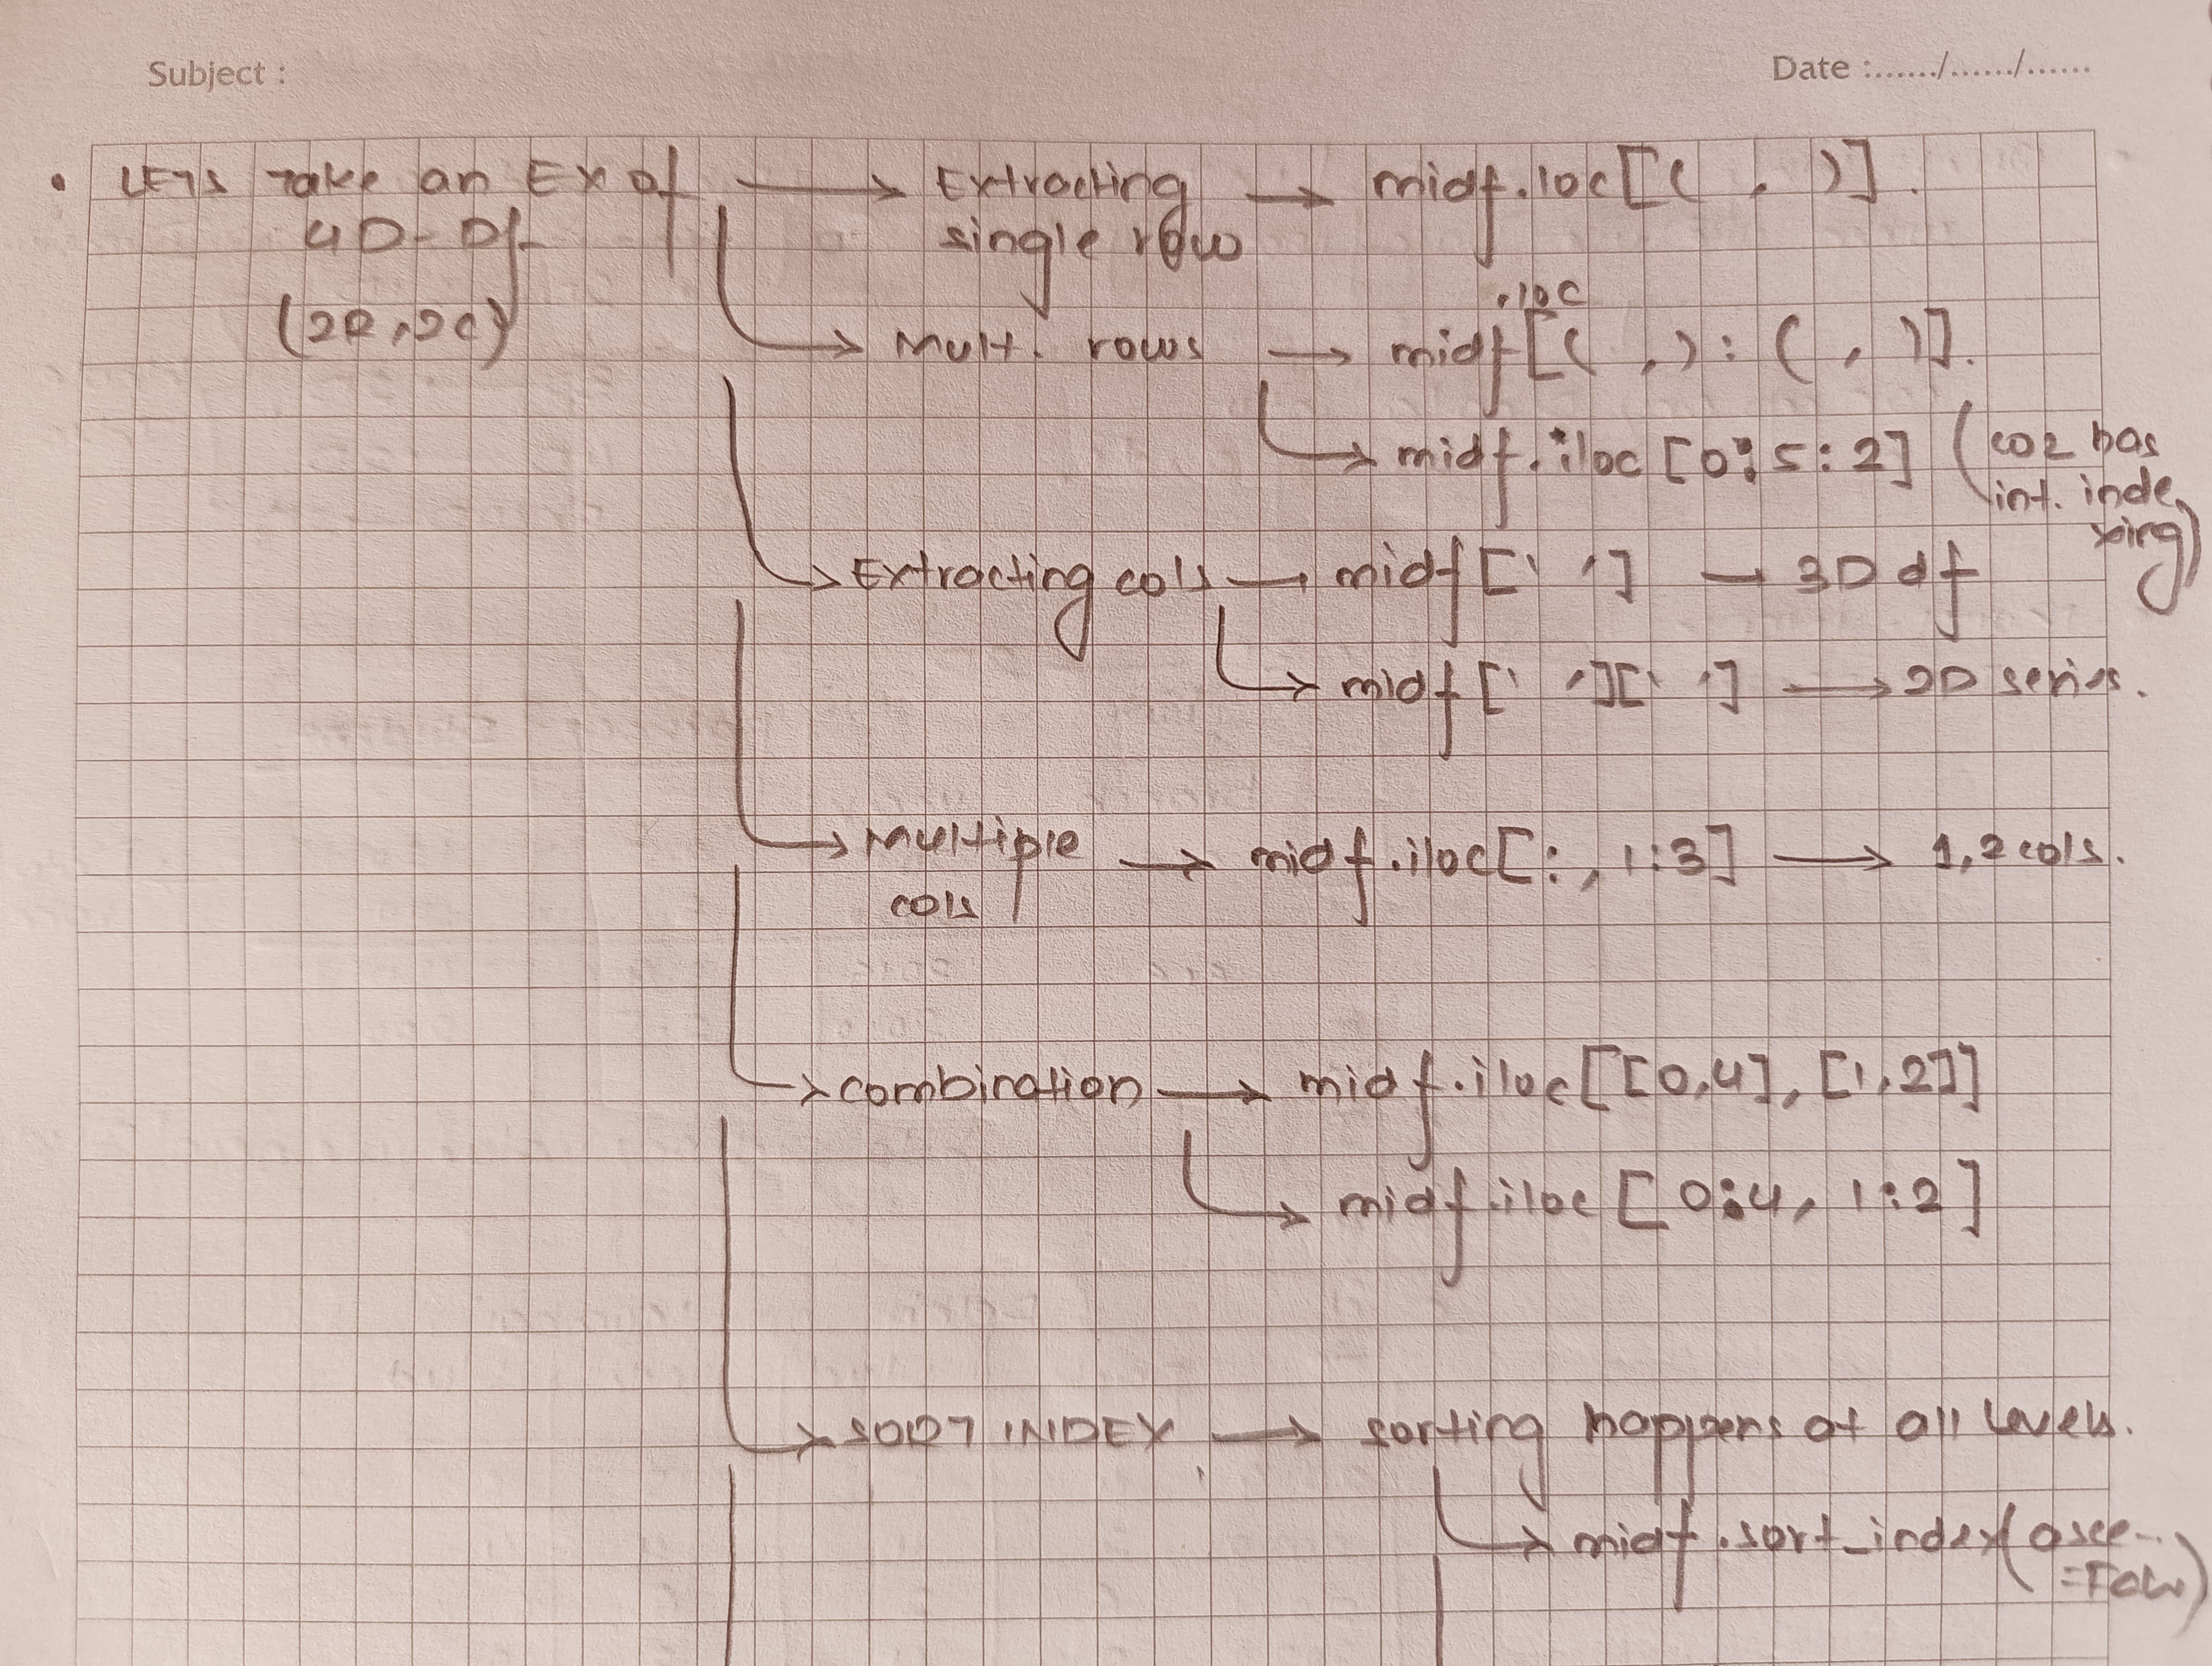 Subject :
Date :....../....../......
• LETS Take an Ex of → Extracting → midf.loc[( , )].
4D-Df single row
(2R,2C)
.loc
→ Mult. rows → midf[( ,) : ( , )].
→ midf.iloc[0:5:2] (coz has
int. inde
xing)
→ Extracting cols → midf[' '] → 3D df
→ midf[' '][' '] → 2D series.
→ Multiple → midf.iloc[:, 1:3] → 1,2 cols.
cols
→ combination → midf.iloc[[0,4], [1,2]]
→ midf.iloc[0:4, 1:2]
→ SORT INDEX → sorting happens at all levels.
→ midf.sort_index(asce--
=False)